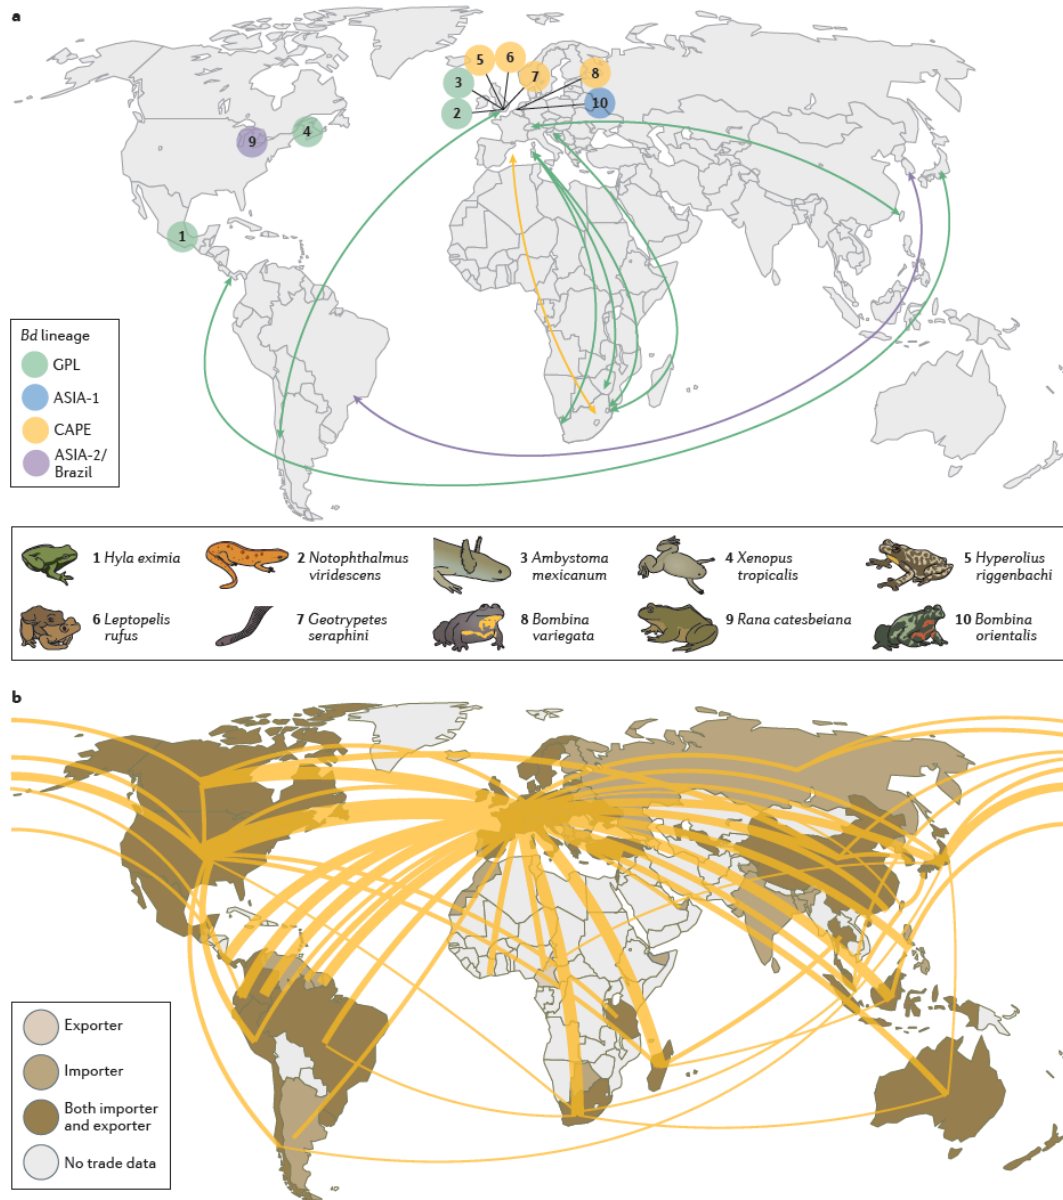 a
5
6
3
7
8
2
10
9
4
1
Bd lineage
GPL
ASIA-1
CAPE
ASIA-2/
Brazil
1 Hyla eximia
2 Notophthalmus
viridescens
3 Ambystoma
mexicanum
4 Xenopus
tropicalis
5 Hyperolius
riggenbachi
6 Leptopelis
rufus
7 Geotrypetes
seraphini
8 Bombina
variegata
9 Rana catesbeiana
10 Bombina
orientalis
b
Exporter
Importer
Both importer
and exporter
No trade data